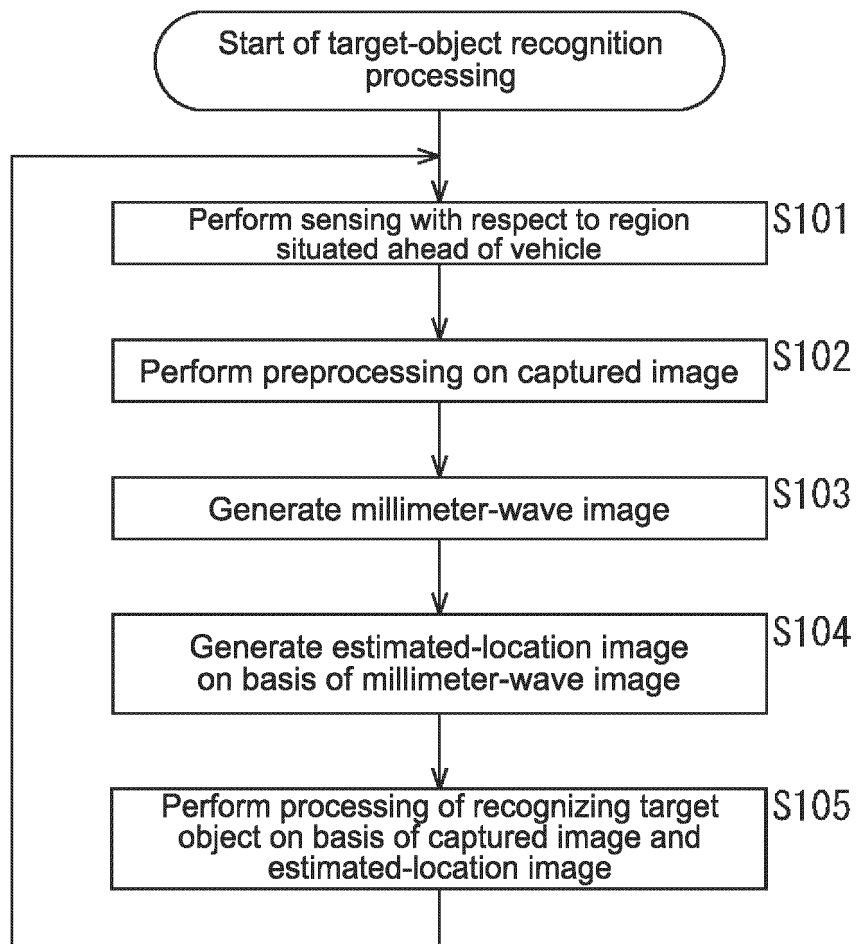 Start of target-object recognition
processing
Perform sensing with respect to region
situated ahead of vehicle
S101
Perform preprocessing on captured image
S102
Generate millimeter-wave image
S103
Generate estimated-location image
on basis of millimeter-wave image
S104
Perform processing of recognizing target
object on basis of captured image and
estimated-location image
S105